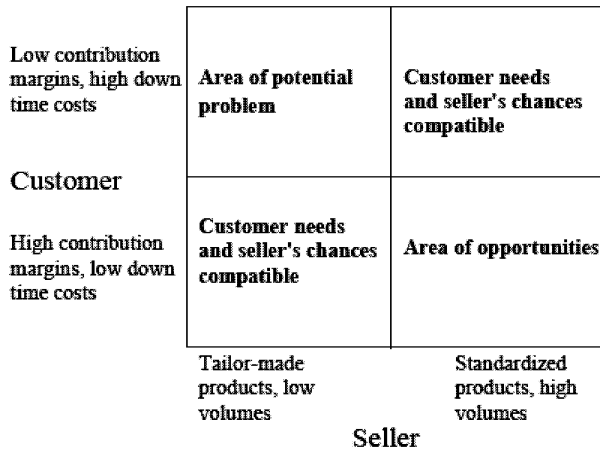 Low contribution
margins, high down
time costs
Area of potential
problem
Customer needs
and seller's chances
compatible
Customer
High contribution
margins, low down
time costs
Customer needs
and seller's chances
compatible
Area of opportunities
Tailor-made
products, low
volumes
Standardized
products, high
volumes
Seller